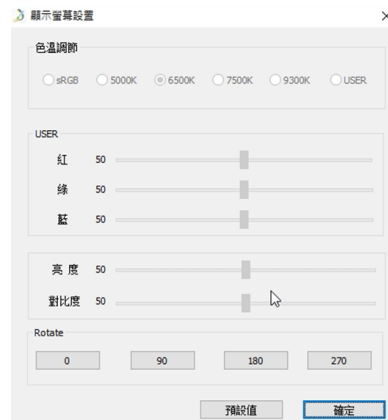 顯示螢幕設置
色溫調節
sRGB 5000K 6500K 7500K 9300K USER
USER
紅 50
綠 50
藍 50
亮 度 50
對比度 50
Rotate
0 90 180 270
預設值 確定